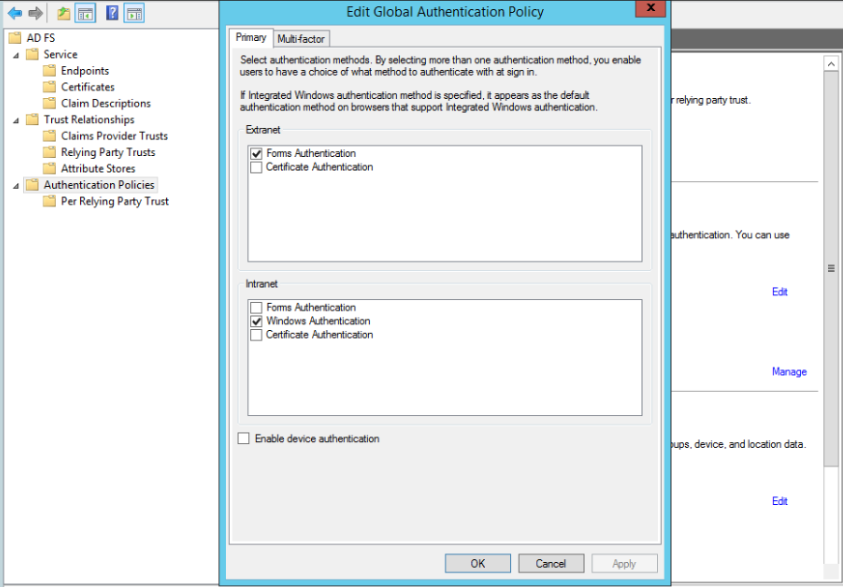 Edit Global Authentication Policy
x
AD FS
Service
Endpoints
Certificates
Claim Descriptions
Trust Relationships
Claims Provider Trusts
Relying Party Trusts
Attribute Stores
Authentication Policies
Per Relying Party Trust
Primary
Multi-factor
Select authentication methods. By selecting more than one authentication method, you enable
users to have a choice of what method to authenticate with at sign in.
If Integrated Windows authentication method is specified, it appears as the default
authentication method on browsers that support Integrated Windows authentication.
Extranet
Forms Authentication
Certificate Authentication
Intranet
Forms Authentication
Windows Authentication
Certificate Authentication
Enable device authentication
OK
Cancel
Apply
r relying party trust.
authentication. You can use
Edit
Manage
oups, device, and location data.
Edit